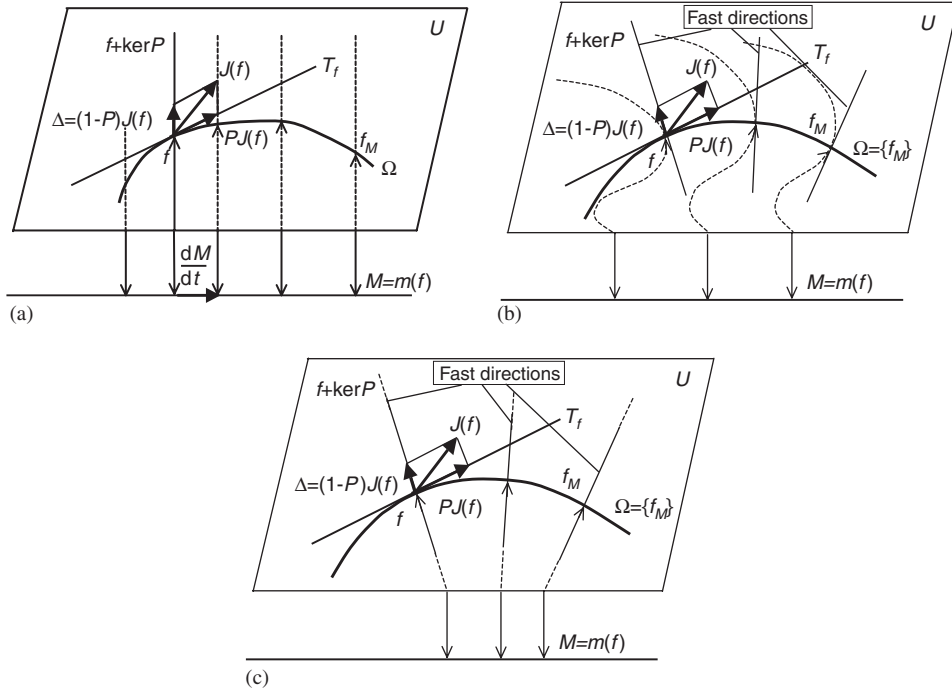 U
f+kerP
J(f)
T_f
Δ=(1-P)J(f)
PJ(f)
f
f_M
Ω
dM
dt
M=m(f)
(a)
Fast directions
U
f+kerP
J(f)
T_f
Δ=(1-P)J(f)
PJ(f)
f
f_M
Ω={f_M}
M=m(f)
(b)
Fast directions
U
f+kerP
J(f)
T_f
Δ=(1-P)J(f)
PJ(f)
f
f_M
Ω={f_M}
M=m(f)
(c)